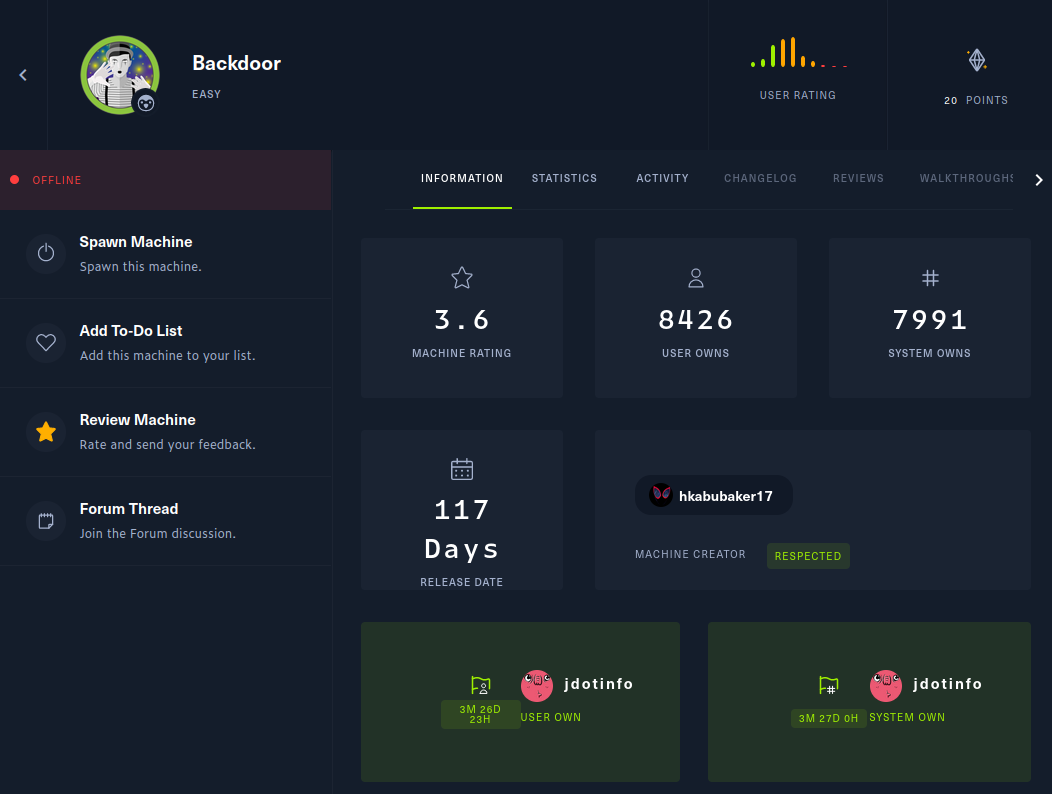 Backdoor
EASY
USER RATING
20 POINTS
OFFLINE
INFORMATION STATISTICS ACTIVITY CHANGELOG REVIEWS WALKTHROUGHS
Spawn Machine
Spawn this machine.
Add To-Do List
Add this machine to your list.
Review Machine
Rate and send your feedback.
Forum Thread
Join the Forum discussion.
3.6
MACHINE RATING
8426
USER OWNS
7991
SYSTEM OWNS
117
Days
RELEASE DATE
hkabubaker17
MACHINE CREATOR RESPECTED
jdotinfo
3M 26D
23H
USER OWN
jdotinfo
3M 27D 0H SYSTEM OWN